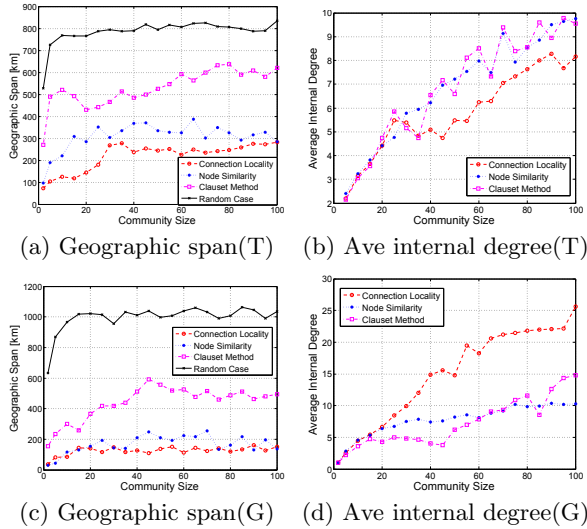 900
800
700
600
500
400
300
200
100
0
0 20 40 60 80 100
Geographic Span [km]
Community Size
Connection Locality
Node Similarity
Clauset Method
Random Case
(a) Geographic span(T)
10
9
8
7
6
5
4
3
2
0 20 40 60 80 100
Average Internal Degree
Community Size
Connection Locality
Node Similarity
Clauset Method
(b) Ave internal degree(T)
1200
1000
800
600
400
200
0
0 20 40 60 80 100
Geographic Span [km]
Community Size
Connection Locality
Node Similarity
Clauset Method
Random Case
(c) Geographic span(G)
30
25
20
15
10
5
0
0 20 40 60 80 100
Average Internal Degree
Community Size
Connection Locality
Node Similarity
Clauset Method
(d) Ave internal degree(G)